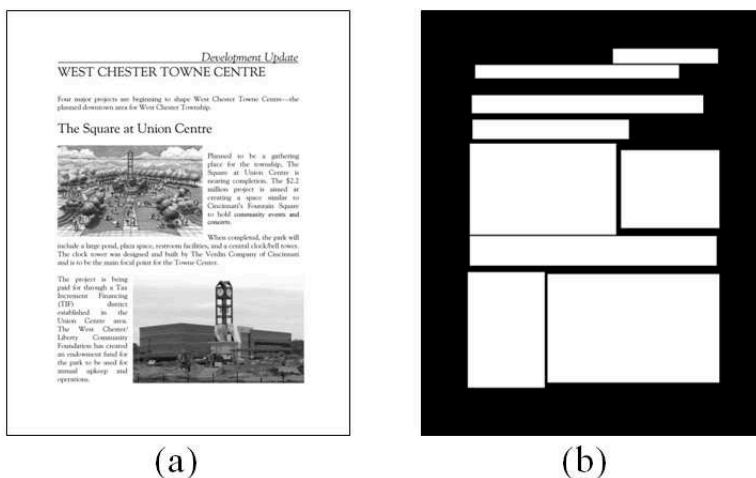 Development Update
WEST CHESTER TOWNE CENTRE
Four major projects are beginning to shape West Chester Towne Centre—the
planned downtown area for West Chester Township.
The Square at Union Centre
Planned to be a gathering
place for the township, The
Square at Union Centre is
nearing completion. The $2.2
million project is aimed at
creating a space similar to
Cincinnati's Fountain Square
to hold community events and
concerts.
When completed, the park will
include a large pond, plaza space, restroom facilities, and a central clock/bell tower.
The clock tower was designed and built by The Verdin Company of Cincinnati
and is to be the main focal point for the Towne Center.
The project is being
paid for through a Tax
Increment Financing
(TIF) district
established in the
Union Centre area.
The West Chester/
Liberty Community
Foundation has created
an endowment fund for
the park to be used for
annual upkeep and
operations.
(a)
(b)